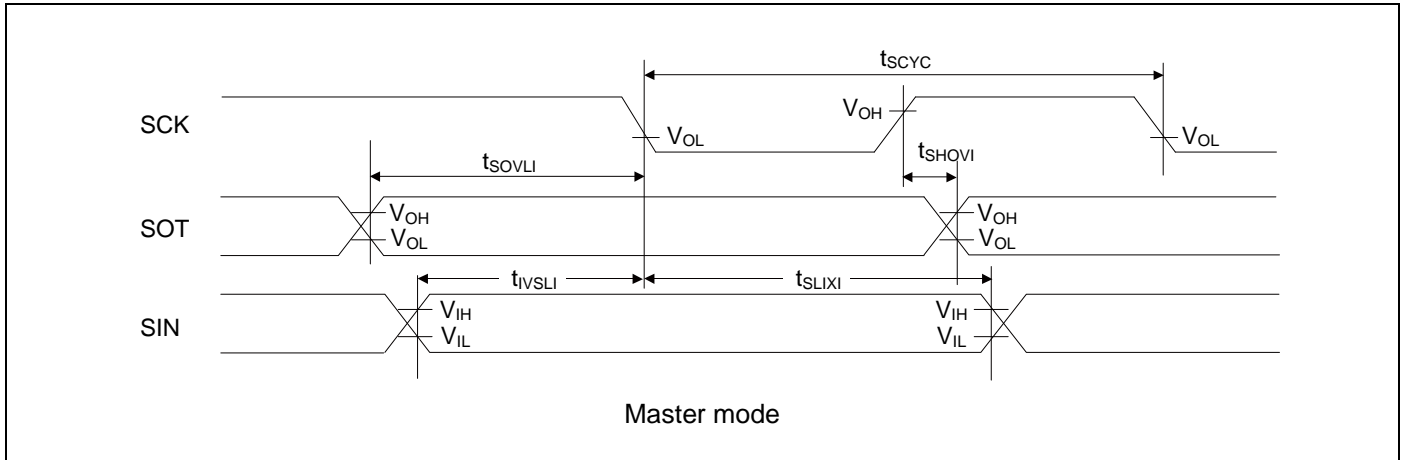 tSCYC
SCK
VOH
VOL
VOL
tSHOVI
tSOVLI
SOT
VOH
VOL
VOH
VOL
tIVSLI
tSLIXI
SIN
VIH
VIL
VIH
VIL
Master mode